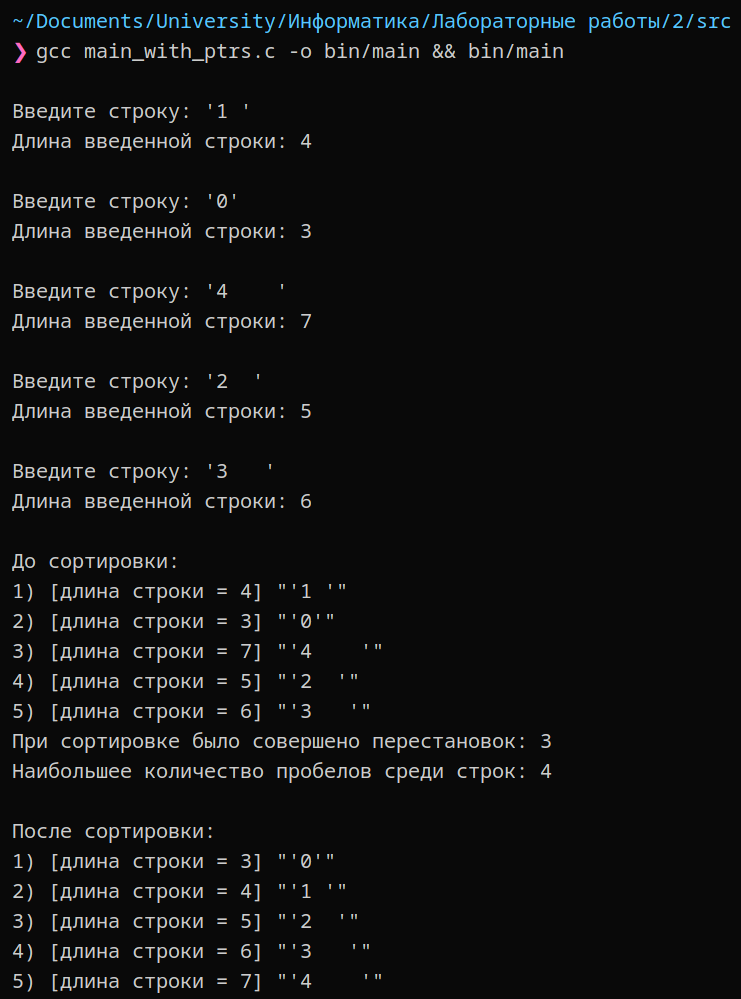 ~/Documents/University/Информатика/Лабораторные работы/2/src
❯ gcc main_with_ptrs.c -o bin/main && bin/main
Введите строку: '1 '
Длина введенной строки: 4
Введите строку: '0'
Длина введенной строки: 3
Введите строку: '4    '
Длина введенной строки: 7
Введите строку: '2  '
Длина введенной строки: 5
Введите строку: '3   '
Длина введенной строки: 6
До сортировки:
1) [длина строки = 4] "'1 '"
2) [длина строки = 3] "'0'"
3) [длина строки = 7] "'4    '"
4) [длина строки = 5] "'2  '"
5) [длина строки = 6] "'3   '"
При сортировке было совершено перестановок: 3
Наибольшее количество пробелов среди строк: 4
После сортировки:
1) [длина строки = 3] "'0'"
2) [длина строки = 4] "'1 '"
3) [длина строки = 5] "'2  '"
4) [длина строки = 6] "'3   '"
5) [длина строки = 7] "'4    '"